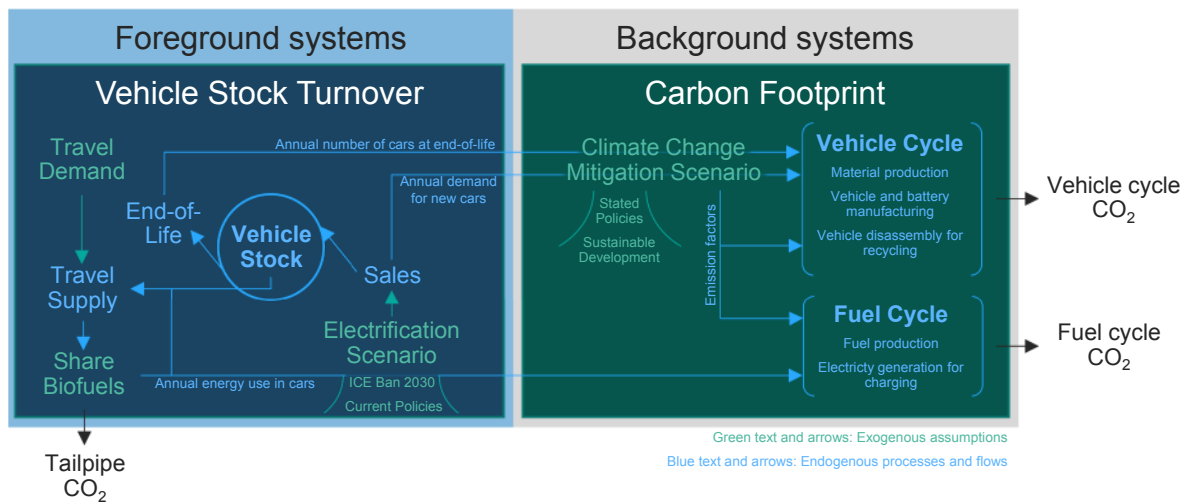 Foreground systems
Background systems
Vehicle Stock Turnover
Carbon Footprint
Travel
Demand
End-of-
Life
Vehicle
Stock
Travel
Supply
Share
Biofuels
Sales
Electrification
Scenario
ICE Ban 2030
Current Policies
Annual number of cars at end-of-life
Annual demand
for new cars
Annual energy use in cars
Climate Change
Mitigation Scenario
Stated
Policies
Sustainable
Development
Emission factors
Vehicle Cycle
Material production
Vehicle and battery
manufacturing
Vehicle disassembly for
recycling
Fuel Cycle
Fuel production
Electricty generation for
charging
Vehicle cycle
CO₂
Fuel cycle
CO₂
Tailpipe
CO₂
Green text and arrows: Exogenous assumptions
Blue text and arrows: Endogenous processes and flows